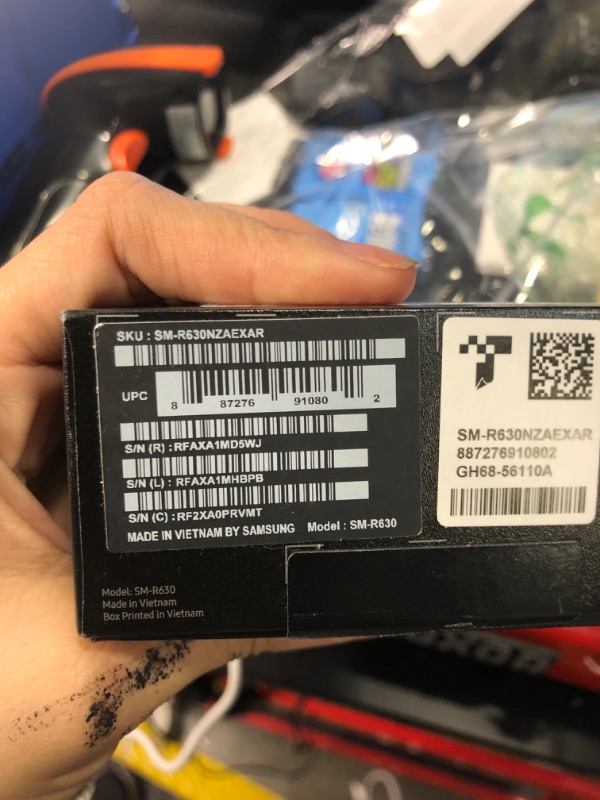 SKU : SM-R630NZAEXAR
UPC
8 87276 91080 2
S/N (R) : RFAXA1MD5WJ
S/N (L) : RFAXA1MHBPB
S/N (C) : RF2XA0PRVMT
MADE IN VIETNAM BY SAMSUNG Model : SM-R630
SM-R630NZAEXAR
887276910802
GH68-56110A
Model: SM-R630
Made in Vietnam
Box Printed in Vietnam